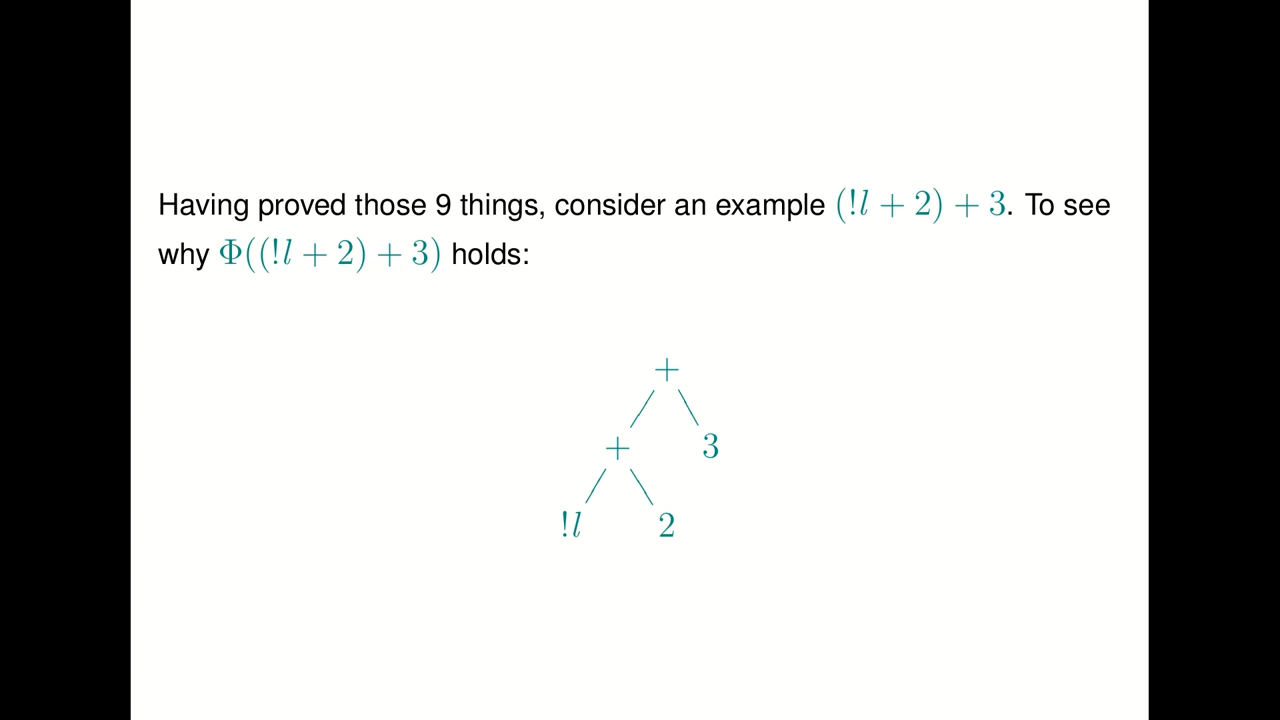 Having proved those 9 things, consider an example (!l + 2) + 3. To see
why Φ((!l + 2) + 3) holds:
+
+ 3
!l 2